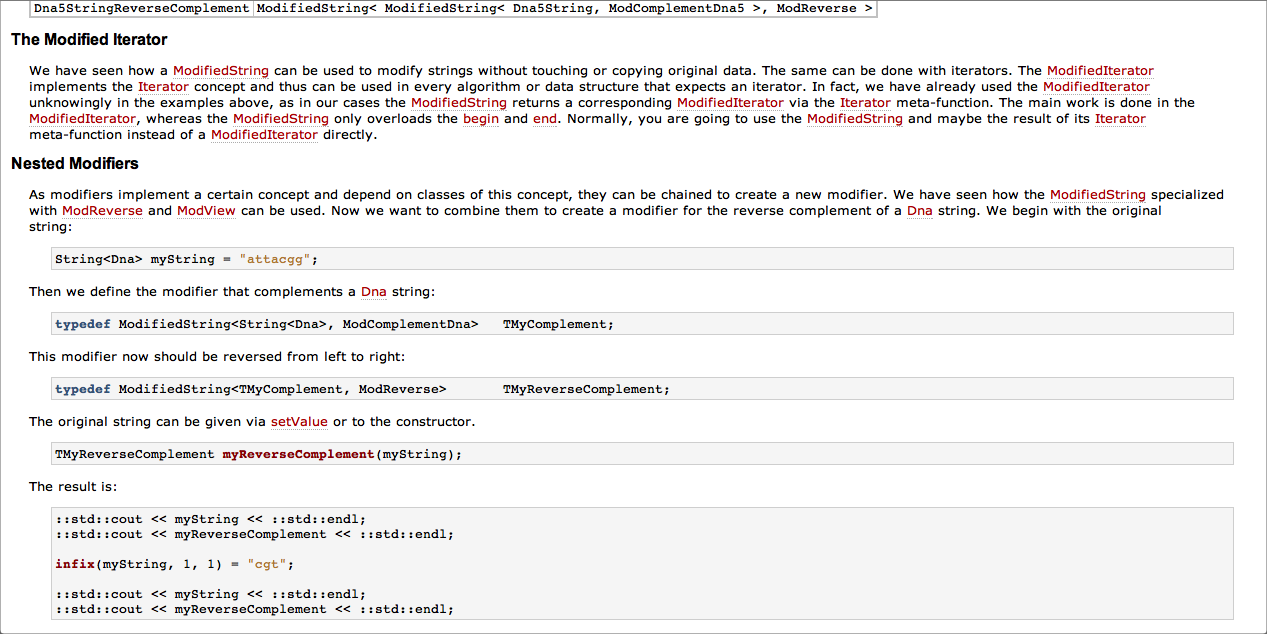 Dna5StringReverseComplement ModifiedString< ModifiedString< Dna5String, ModComplementDna5 >, ModReverse >
The Modified Iterator
We have seen how a ModifiedString can be used to modify strings without touching or copying original data. The same can be done with iterators. The ModifiedIterator
implements the Iterator concept and thus can be used in every algorithm or data structure that expects an iterator. In fact, we have already used the ModifiedIterator
unknowingly in the examples above, as in our cases the ModifiedString returns a corresponding ModifiedIterator via the Iterator meta-function. The main work is done in the
ModifiedIterator, whereas the ModifiedString only overloads the begin and end. Normally, you are going to use the ModifiedString and maybe the result of its Iterator
meta-function instead of a ModifiedIterator directly.
Nested Modifiers
As modifiers implement a certain concept and depend on classes of this concept, they can be chained to create a new modifier. We have seen how the ModifiedString specialized
with ModReverse and ModView can be used. Now we want to combine them to create a modifier for the reverse complement of a Dna string. We begin with the original
string:
String<Dna> myString = "attacgg";
Then we define the modifier that complements a Dna string:
typedef ModifiedString<String<Dna>, ModComplementDna> TMyComplement;
This modifier now should be reversed from left to right:
typedef ModifiedString<TMyComplement, ModReverse> TMyReverseComplement;
The original string can be given via setValue or to the constructor.
TMyReverseComplement myReverseComplement(myString);
The result is:
::std::cout << myString << ::std::endl;
::std::cout << myReverseComplement << ::std::endl;
infix(myString, 1, 1) = "cgt";
::std::cout << myString << ::std::endl;
::std::cout << myReverseComplement << ::std::endl;